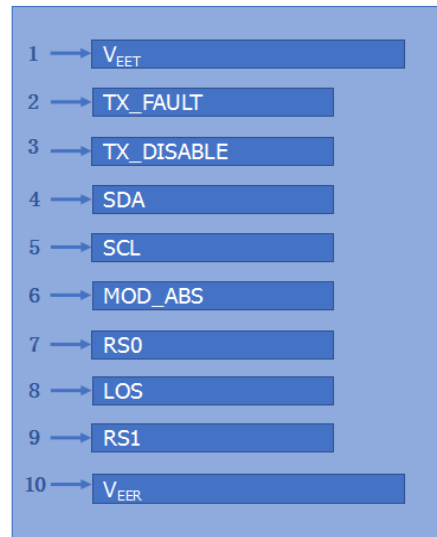 1 VEET
2 TX_FAULT
3 TX_DISABLE
4 SDA
5 SCL
6 MOD_ABS
7 RS0
8 LOS
9 RS1
10 VEER